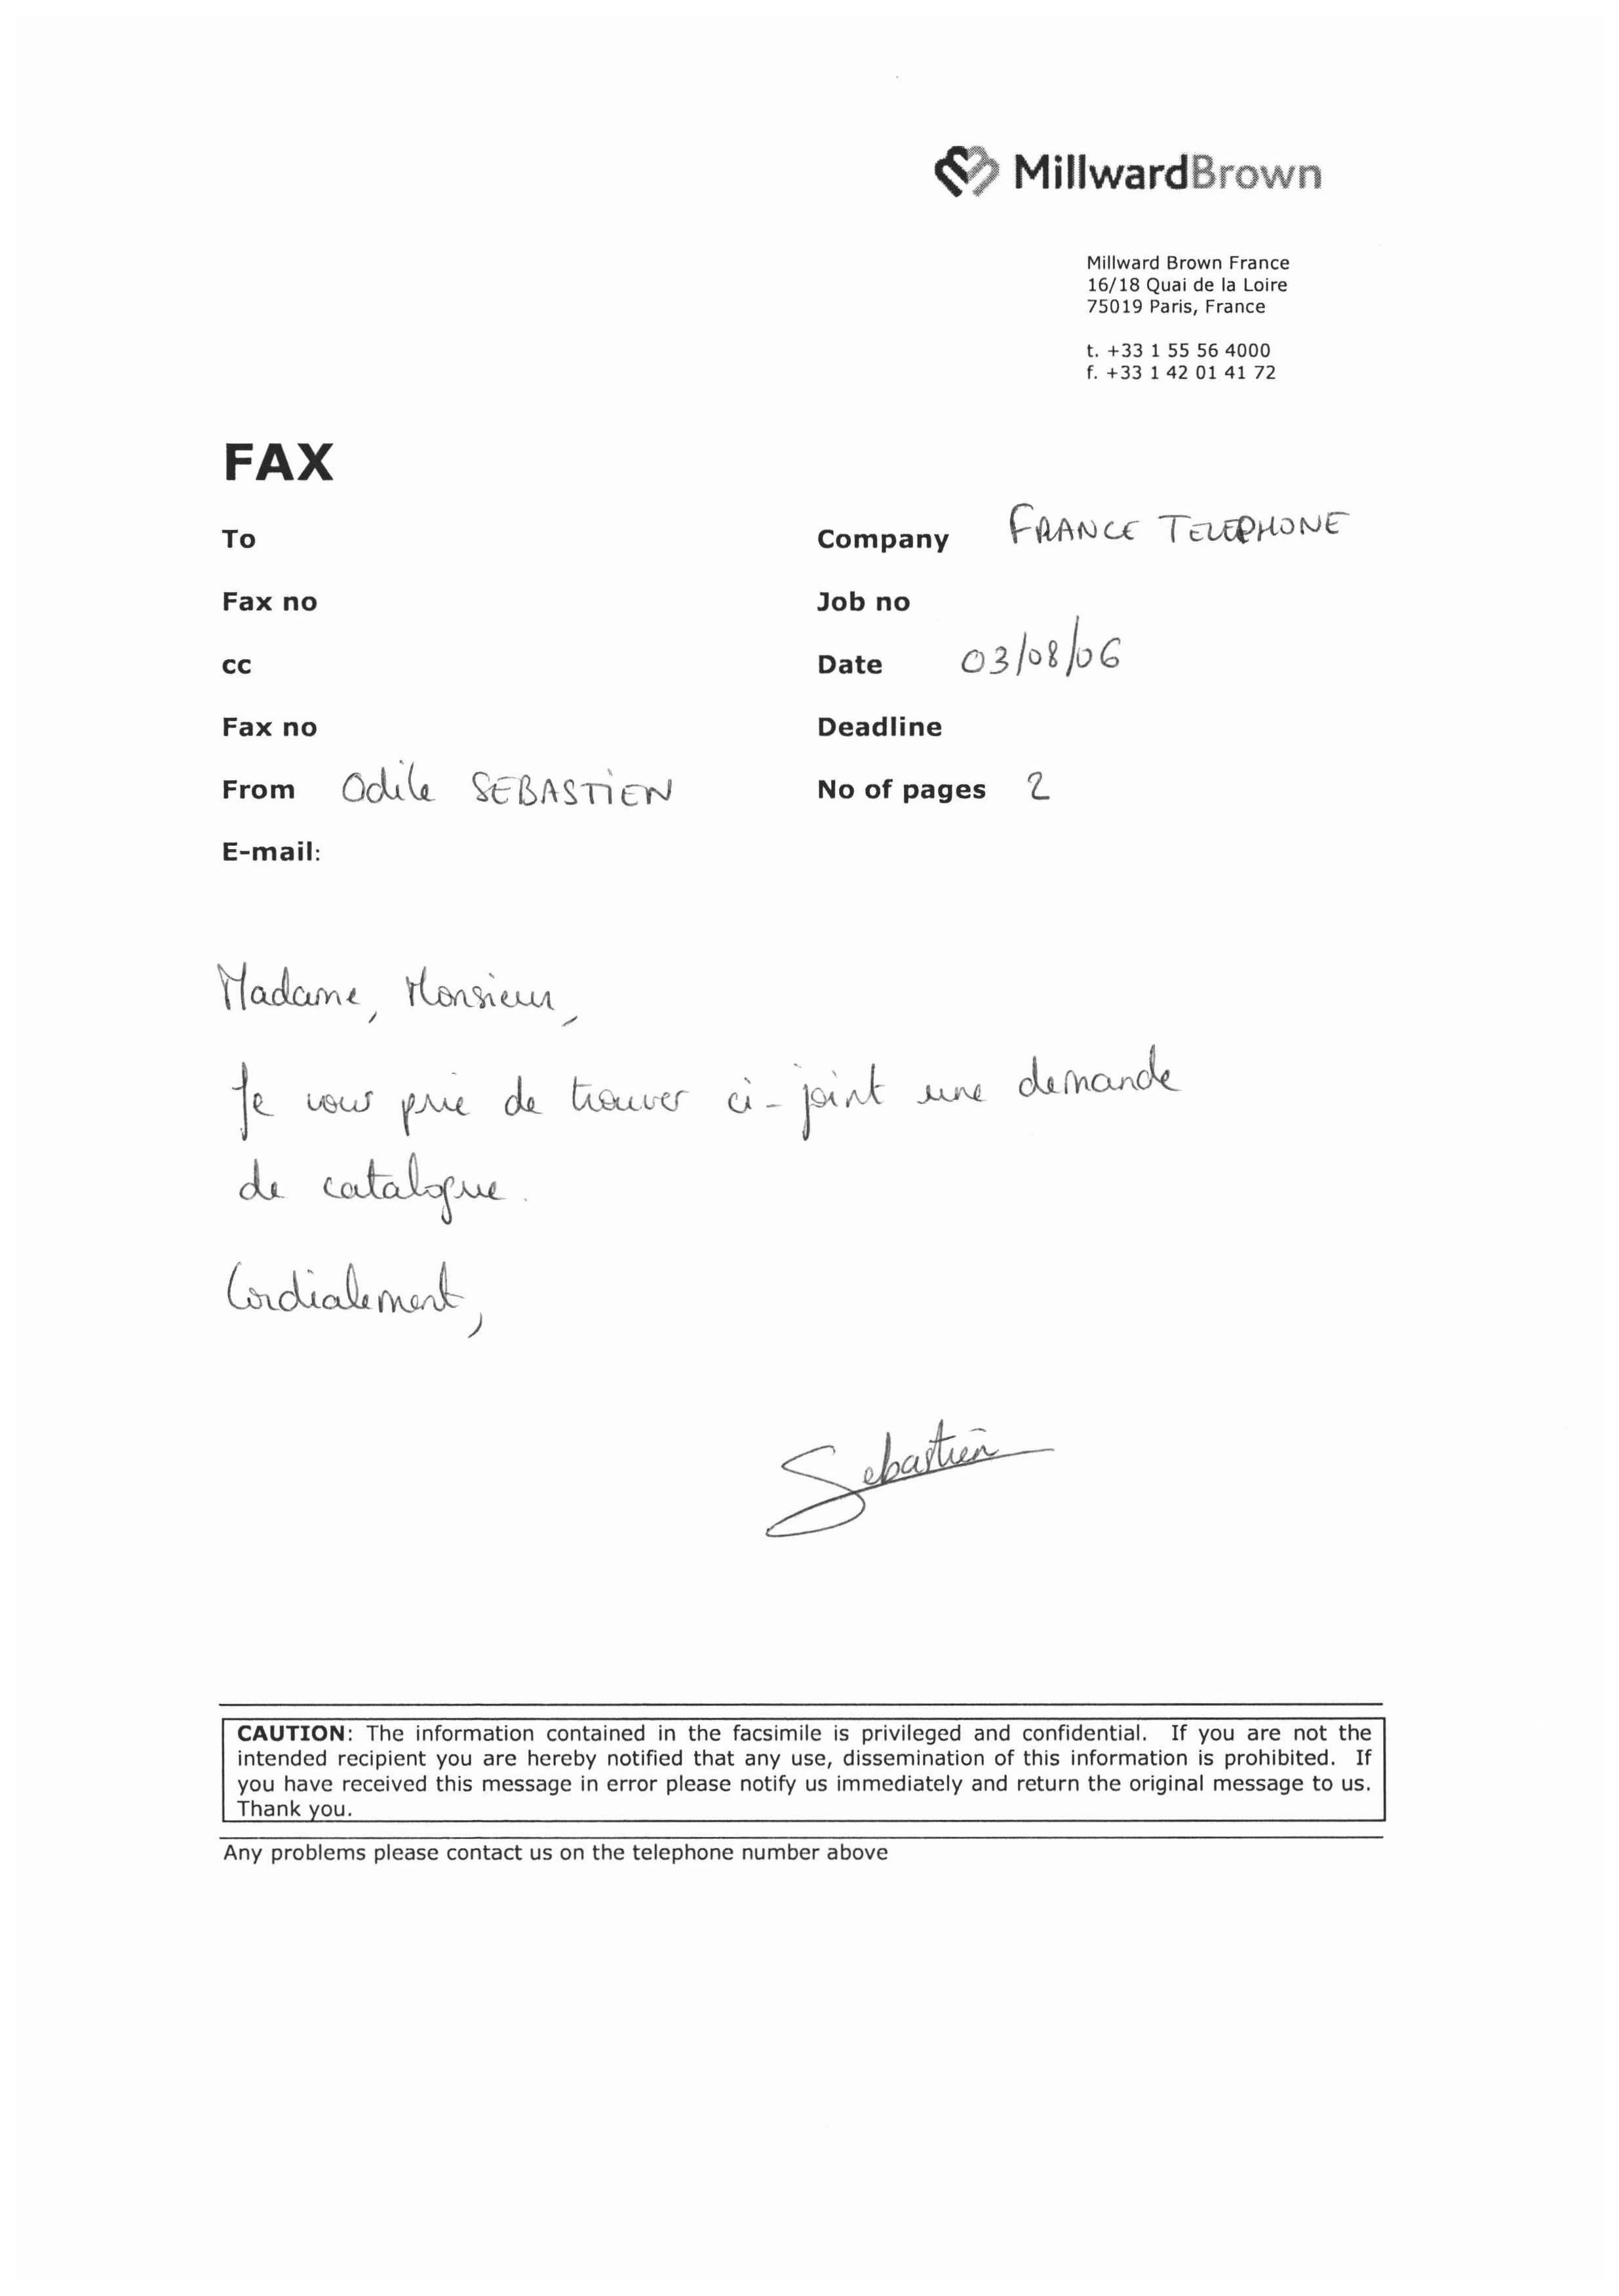 MillwardBrown
Millward Brown France
16/18 Quai de la Loire
75019 Paris, France
t. +33 1 55 56 4000
f. +33 1 42 01 41 72
FAX
To
Company FRANCE TELEPHONE
Fax no
Job no
cc
Date 03/08/06
Fax no
Deadline
From Odile SEBASTIEN
No of pages 2
E-mail:
Madame, Monsieur,
Je vous prie de trouver ci-joint une demande
de catalogue.
Cordialement,
Sebastien
CAUTION: The information contained in the facsimile is privileged and confidential. If you are not the
intended recipient you are hereby notified that any use, dissemination of this information is prohibited. If
you have received this message in error please notify us immediately and return the original message to us.
Thank you.
Any problems please contact us on the telephone number above